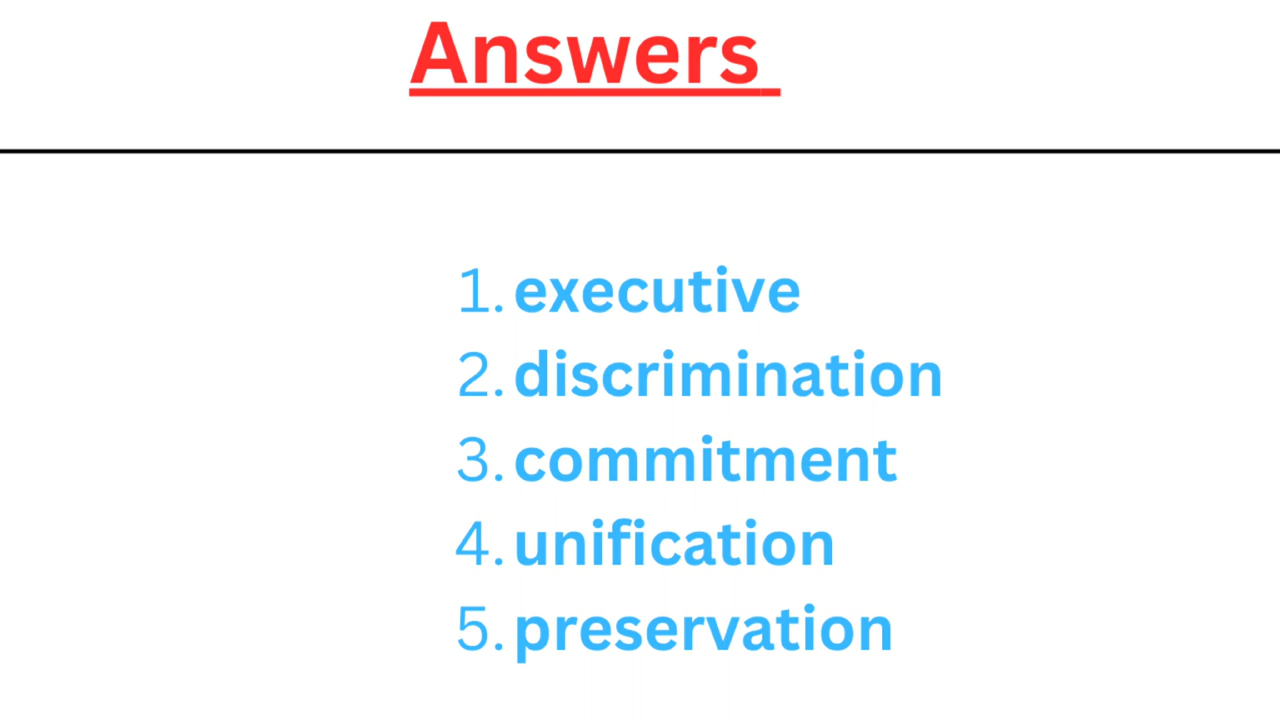 Answers
1. executive
2. discrimination
3. commitment
4. unification
5. preservation